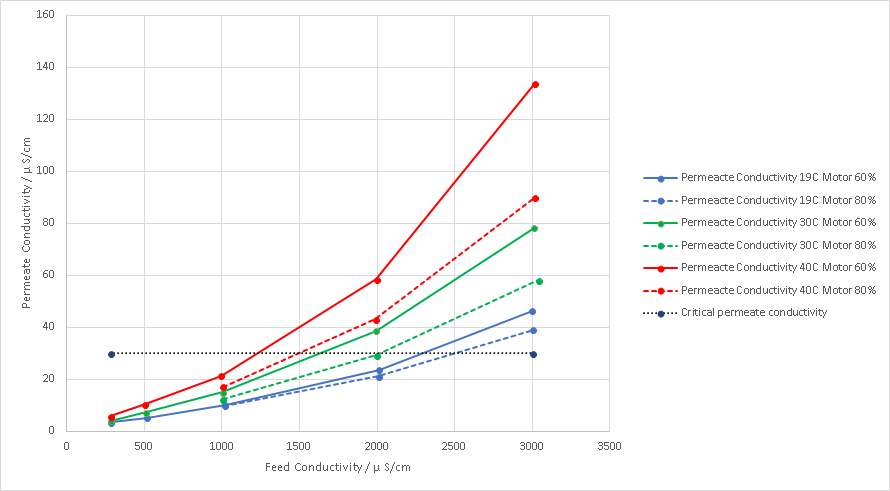 160
140
120
100
80
60
40
20
0
0 500 1000 1500 2000 2500 3000 3500
Permeate Conductivity / µ S/cm
Feed Conductivity / µ S/cm
Permeacte Conductivity 19C Motor 60%
Permeacte Conductivity 19C Motor 80%
Permeacte Conductivity 30C Motor 60%
Permeacte Conductivity 30C Motor 80%
Permeacte Conductivity 40C Motor 60%
Permeacte Conductivity 40C Motor 80%
Critical permeate conductivity